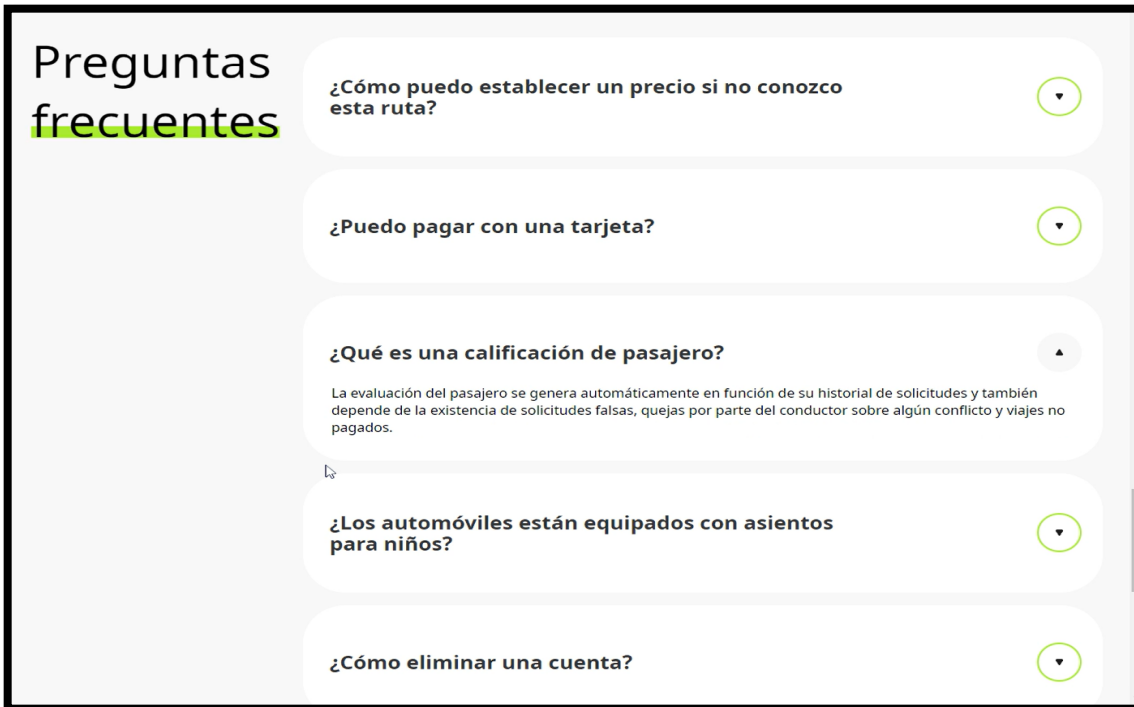 Preguntas
frecuentes
¿Cómo puedo establecer un precio si no conozco
esta ruta?
¿Puedo pagar con una tarjeta?
¿Qué es una calificación de pasajero?
La evaluación del pasajero se genera automáticamente en función de su historial de solicitudes y también
depende de la existencia de solicitudes falsas, quejas por parte del conductor sobre algún conflicto y viajes no
pagados.
¿Los automóviles están equipados con asientos
para niños?
¿Cómo eliminar una cuenta?